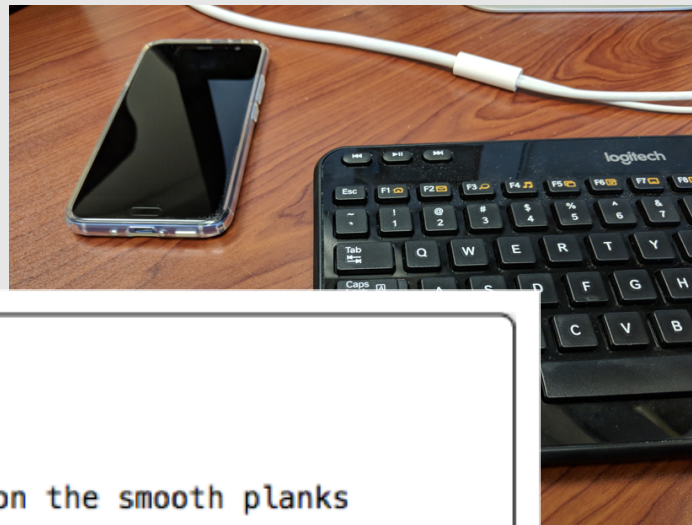 logitech
Esc F1 F2 F3 F4 F5 F6 F7 F8
~ ! @ # $ % ^ &
` 1 2 3 4 5 6 7
Tab Q W E R T Y
Caps A S D F G H
C V B
on the smooth planks